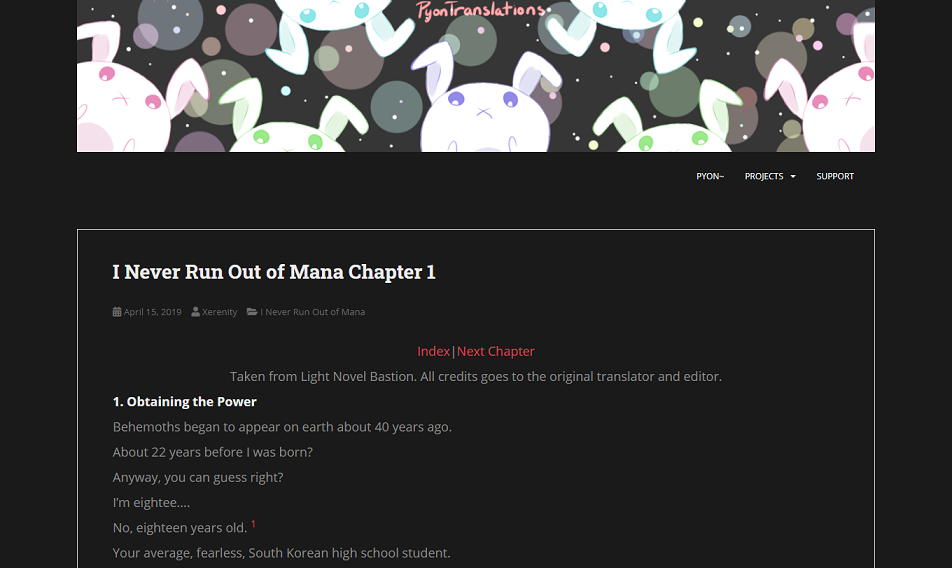 PyonTranslations.
PYON~ PROJECTS SUPPORT
I Never Run Out of Mana Chapter 1
April 15, 2019 Xerenity I Never Run Out of Mana
Index|Next Chapter
Taken from Light Novel Bastion. All credits goes to the original translator and editor.
1. Obtaining the Power
Behemoths began to appear on earth about 40 years ago.
About 22 years before I was born?
Anyway, you can guess right?
I'm eightee....
No, eighteen years old. 1
Your average, fearless, South Korean high school student.